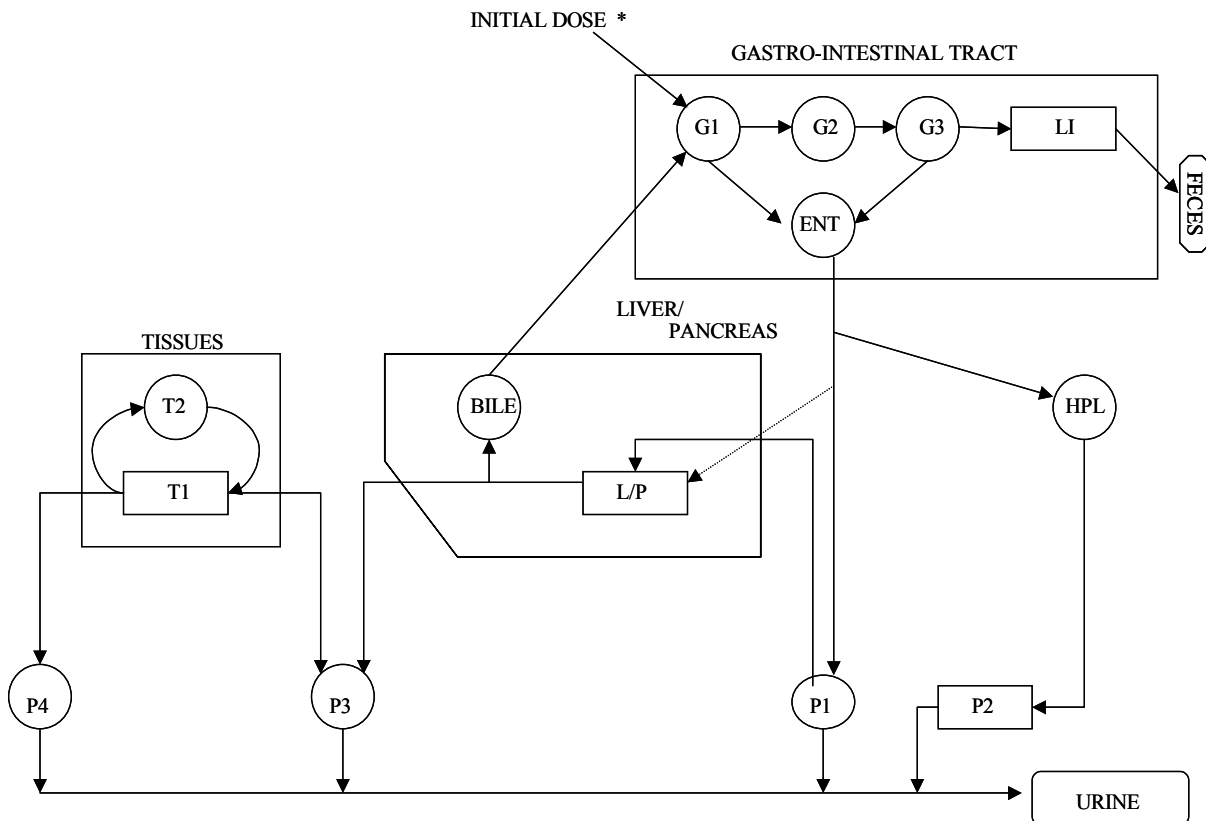 INITIAL DOSE *
GASTRO-INTESTINAL TRACT
G1
G2
G3
LI
FECES
ENT
LIVER/
PANCREAS
TISSUES
T2
BILE
HPL
T1
L/P
P4
P3
P1
P2
URINE